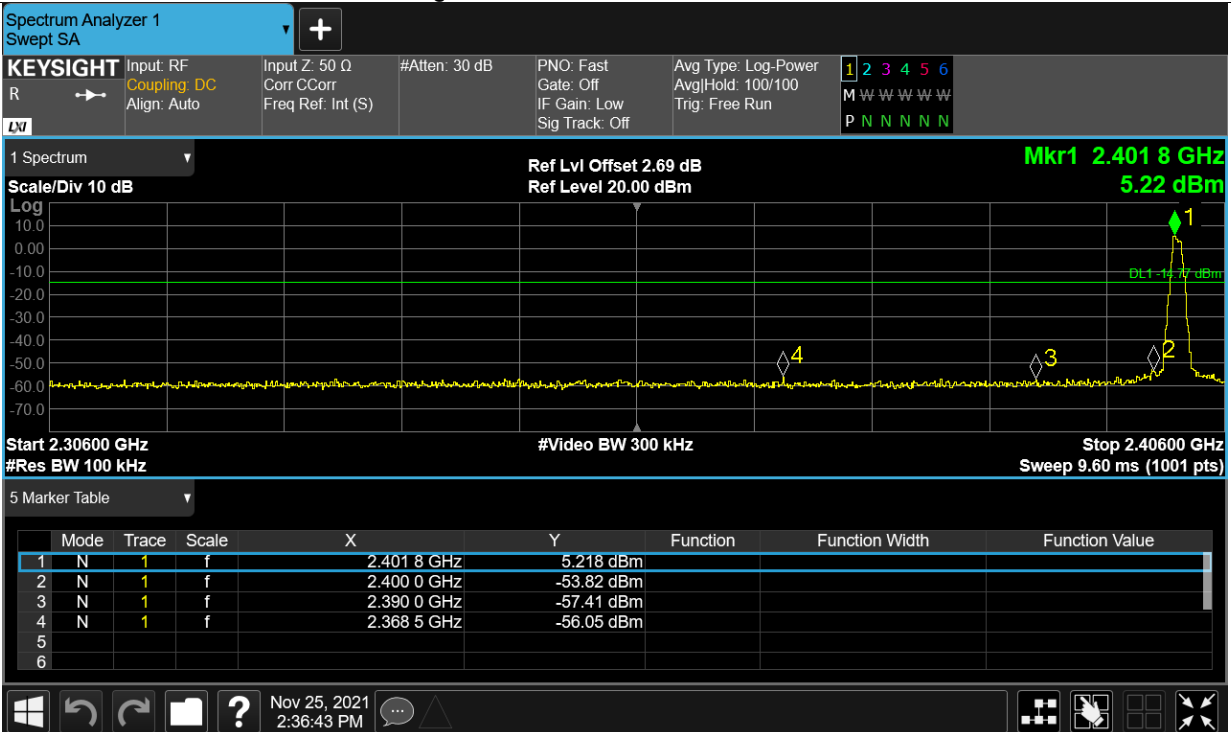 Spectrum Analyzer 1
Swept SA
+
KEYSIGHT Input: RF Input Z: 50 Ω #Atten: 30 dB PNO: Fast Avg Type: Log-Power 1 2 3 4 5 6
R Coupling: DC Corr CCorr Gate: Off Avg|Hold: 100/100 M W W W W W
Align: Auto Freq Ref: Int (S) IF Gain: Low Trig: Free Run
LXI Sig Track: Off P N N N N N
1 Spectrum Ref Lvl Offset 2.69 dB Mkr1 2.401 8 GHz
Scale/Div 10 dB Ref Level 20.00 dBm 5.22 dBm
Log
10.0
0.00
-10.0
-20.0
-30.0
-40.0
-50.0
-60.0
-70.0
1
DL1 -14.77 dBm
4 3 2
Start 2.30600 GHz #Video BW 300 kHz Stop 2.40600 GHz
#Res BW 100 kHz Sweep 9.60 ms (1001 pts)
5 Marker Table
Mode Trace Scale X Y Function Function Width Function Value
1 N 1 f 2.401 8 GHz 5.218 dBm
2 N 1 f 2.400 0 GHz -53.82 dBm
3 N 1 f 2.390 0 GHz -57.41 dBm
4 N 1 f 2.368 5 GHz -56.05 dBm
5
6
? Nov 25, 2021
2:36:43 PM